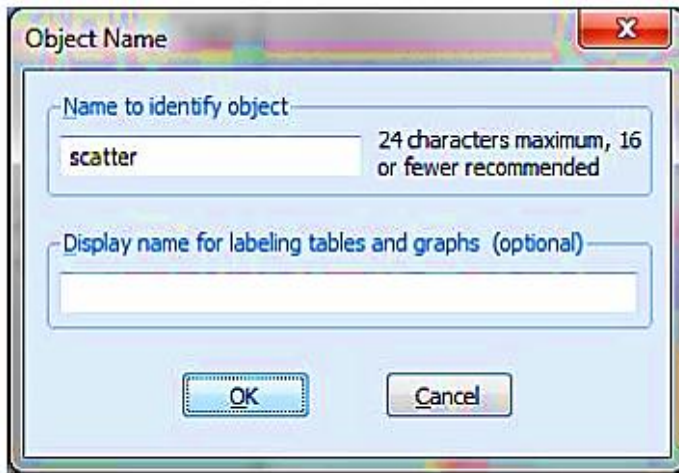 Object Name
Name to identify object
scatter
24 characters maximum, 16
or fewer recommended
Display name for labeling tables and graphs (optional)
OK
Cancel